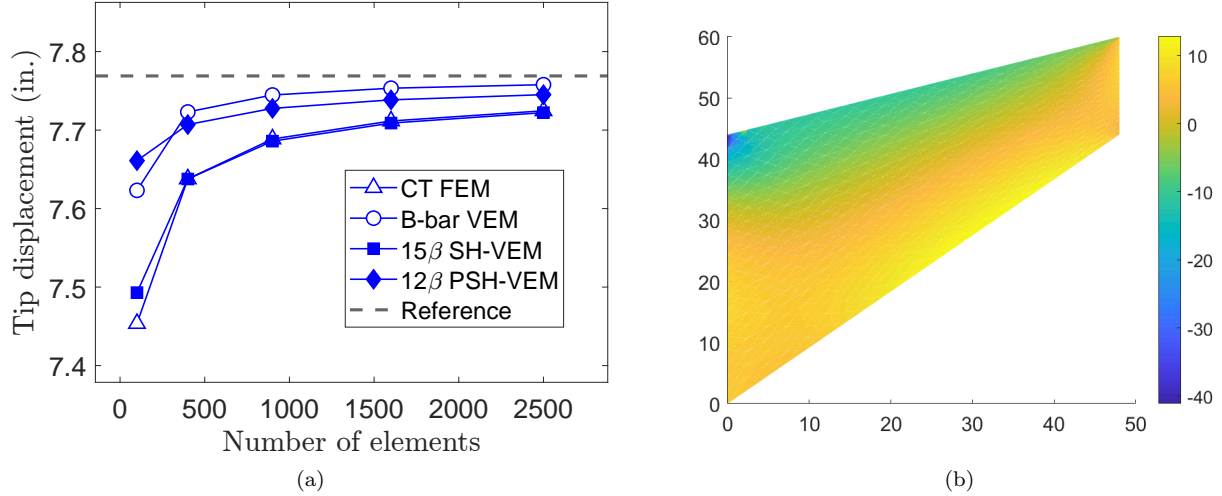 7.8
7.7
7.6
7.5
7.4
Tip displacement (in.)
CT FEM
B-bar VEM
15β SH-VEM
12β PSH-VEM
Reference
0 500 1000 1500 2000 2500
Number of elements
(a)
60
50
40
30
20
10
0
0 10 20 30 40 50
10
0
-10
-20
-30
-40
(b)